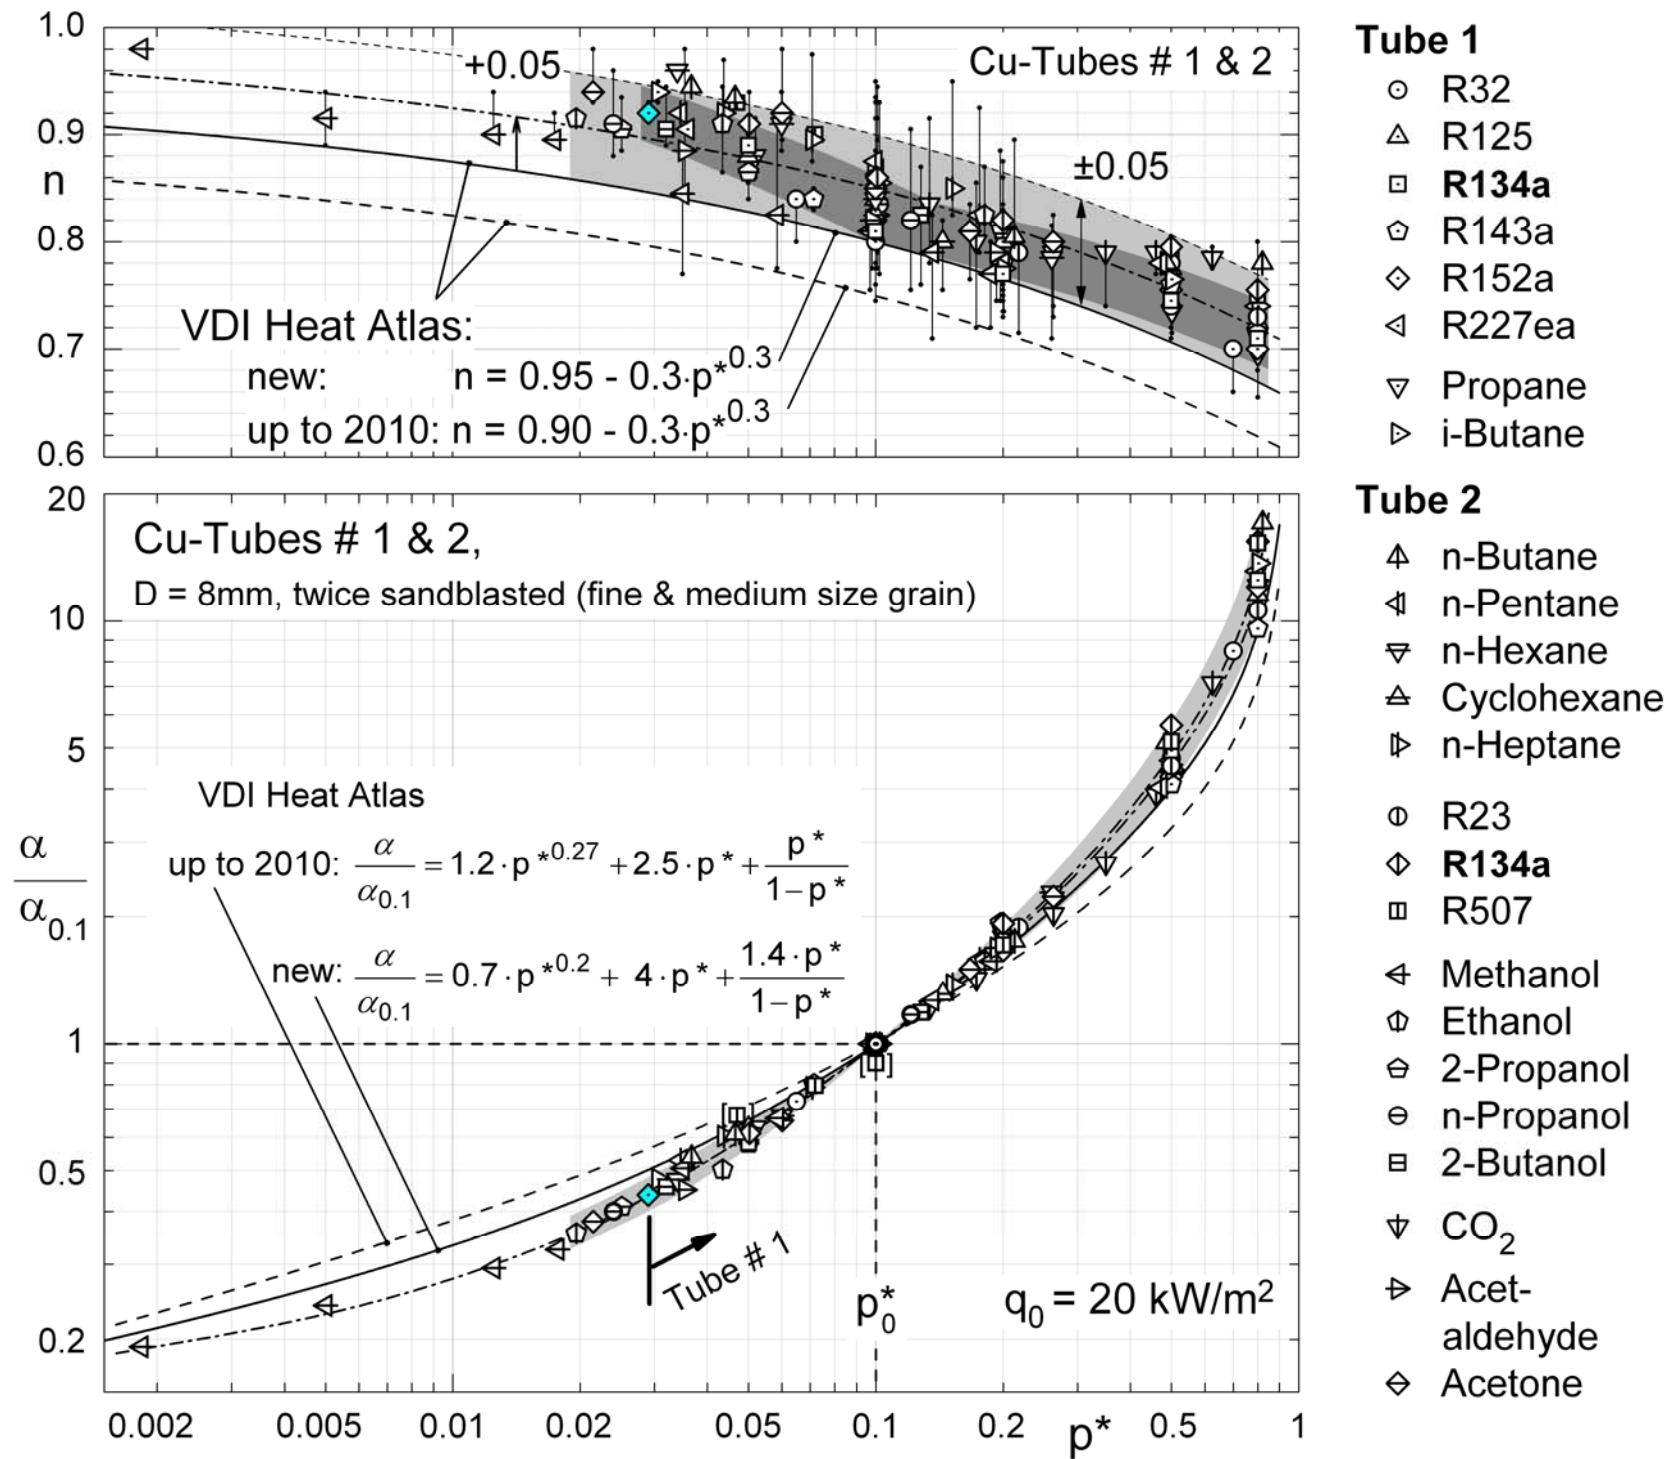 1.0
0.9
n
0.8
0.7
0.6
+0.05
Cu-Tubes # 1 & 2
±0.05
VDI Heat Atlas:
new: n = 0.95 - 0.3·p*^0.3
up to 2010: n = 0.90 - 0.3·p*^0.3
Tube 1
R32
R125
R134a
R143a
R152a
R227ea
Propane
i-Butane
20
10
5
α/α0.1
1
0.5
0.2
Cu-Tubes # 1 & 2,
D = 8mm, twice sandblasted (fine & medium size grain)
VDI Heat Atlas
up to 2010: α/α0.1 = 1.2·p*^0.27 + 2.5·p* + p*/(1−p*)
new: α/α0.1 = 0.7·p*^0.2 + 4·p* + 1.4·p*/(1−p*)
[ ]
[ ]
Tube # 1
p*0
q0 = 20 kW/m²
0.002
0.005
0.01
0.02
0.05
0.1
0.2
p*
0.5
1
Tube 2
n-Butane
n-Pentane
n-Hexane
Cyclohexane
n-Heptane
R23
R134a
R507
Methanol
Ethanol
2-Propanol
n-Propanol
2-Butanol
CO2
Acet-
aldehyde
Acetone